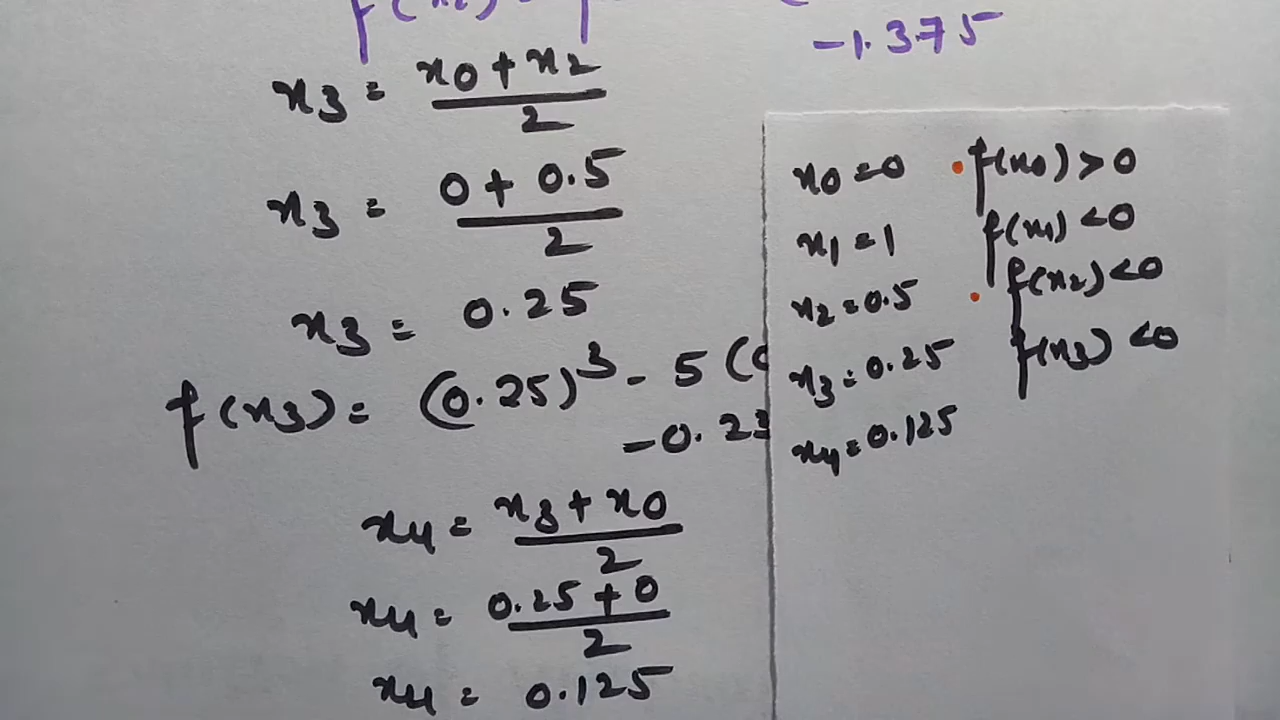 -1.375
x3 = x0 + x2 / 2
x3 = 0 + 0.5 / 2
x3 = 0.25
f(x3) = (0.25)^3 - 5 (
-0.23
x4 = x3 + x0 / 2
x4 = 0.25 + 0 / 2
x4 = 0.125
x0 = 0 f(x0) > 0
x1 = 1 f(x1) < 0
x2 = 0.5 f(x2) < 0
x3 = 0.25 f(x3) < 0
x4 = 0.125